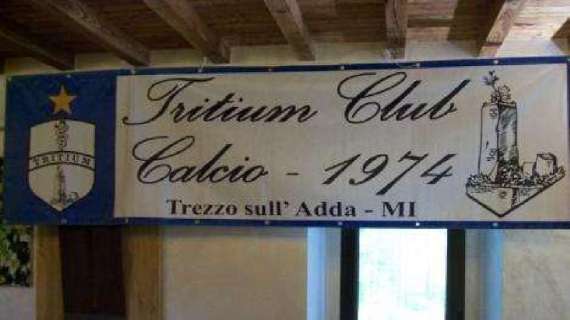 TRITIUM
Tritium Club
Calcio - 1974
Trezzo sull' Adda - MI